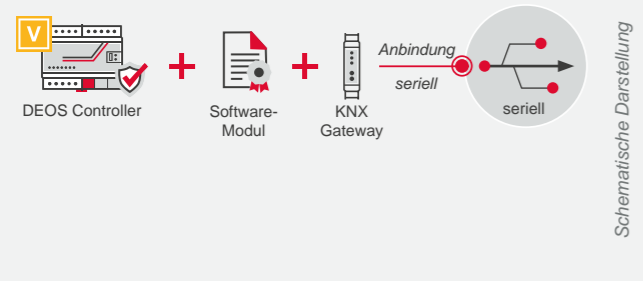 V
DEOS Controller
Software-
Modul
KNX
Gateway
Anbindung
seriell
seriell
Schematische Darstellung